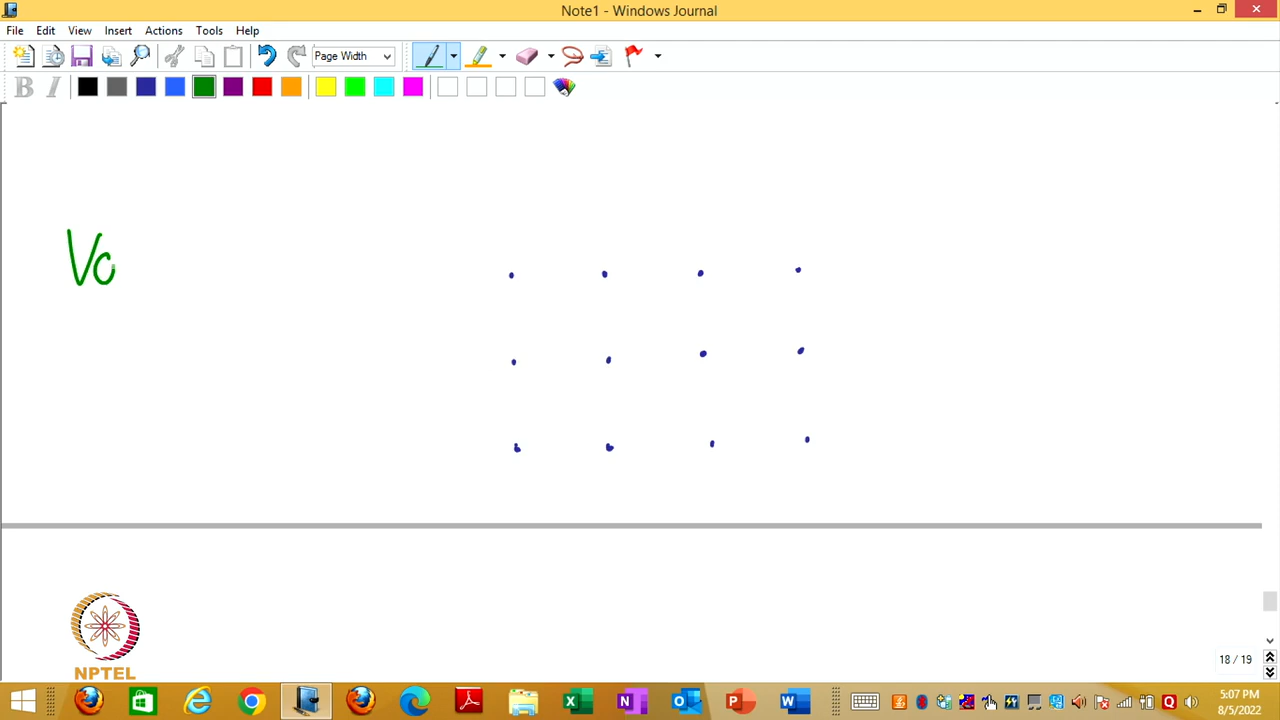 Note1 - Windows Journal
File Edit View Insert Actions Tools Help
Page Width
B I
Vo
NPTEL
18 / 19
5:07 PM
8/5/2022